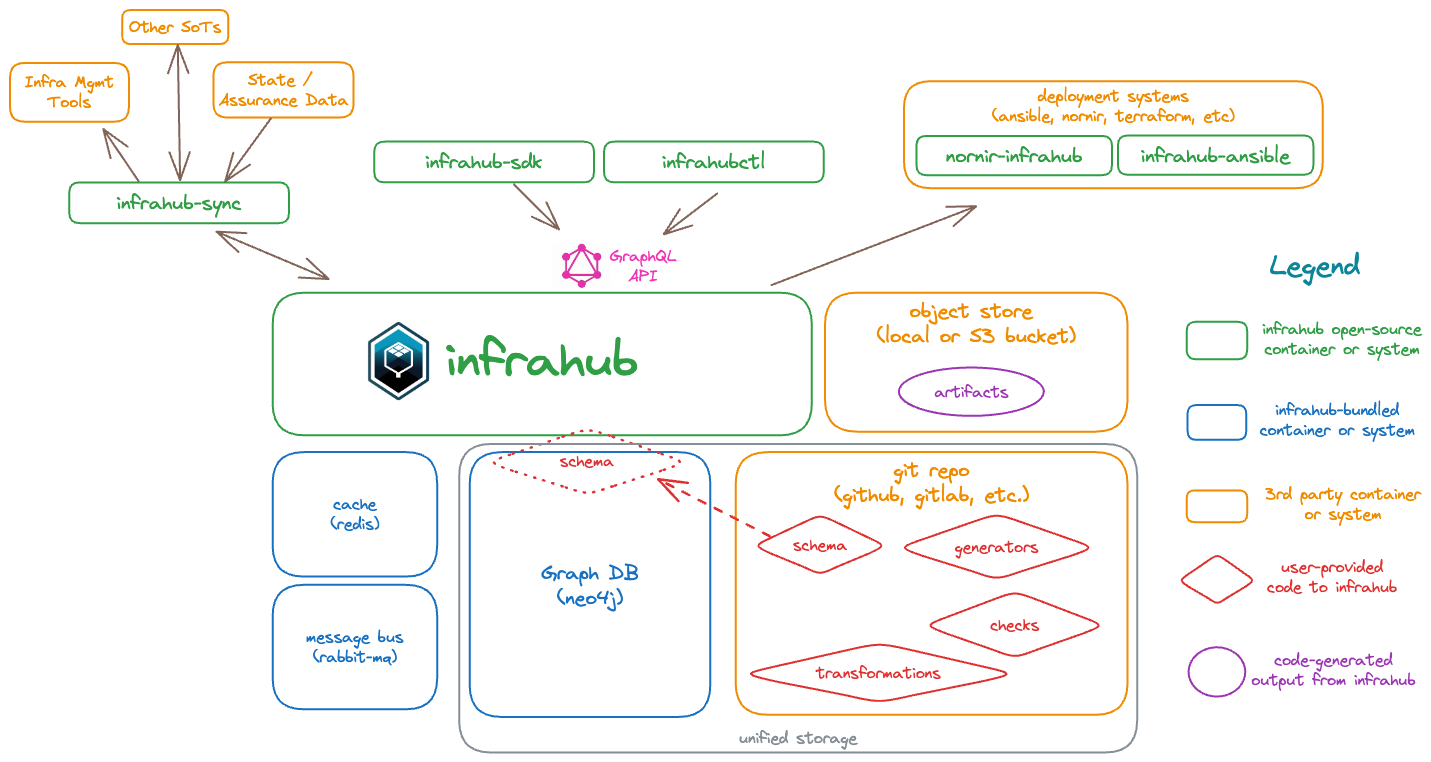 Other SoTs
Infra Mgmt
Tools
State /
Assurance Data
infrahub-sync
infrahub-sdk
infrahubctl
GraphQL
API
deployment systems
(ansible, nornir, terraform, etc)
nornir-infrahub
infrahub-ansible
infrahub
object store
(local or S3 bucket)
artifacts
cache
(redis)
message bus
(rabbit-mq)
schema
Graph DB
(neo4j)
git repo
(github, gitlab, etc.)
schema
generators
checks
transformations
unified storage
Legend
infrahub open-source
container or system
infrahub-bundled
container or system
3rd party container
or system
user-provided
code to infrahub
code-generated
output from infrahub